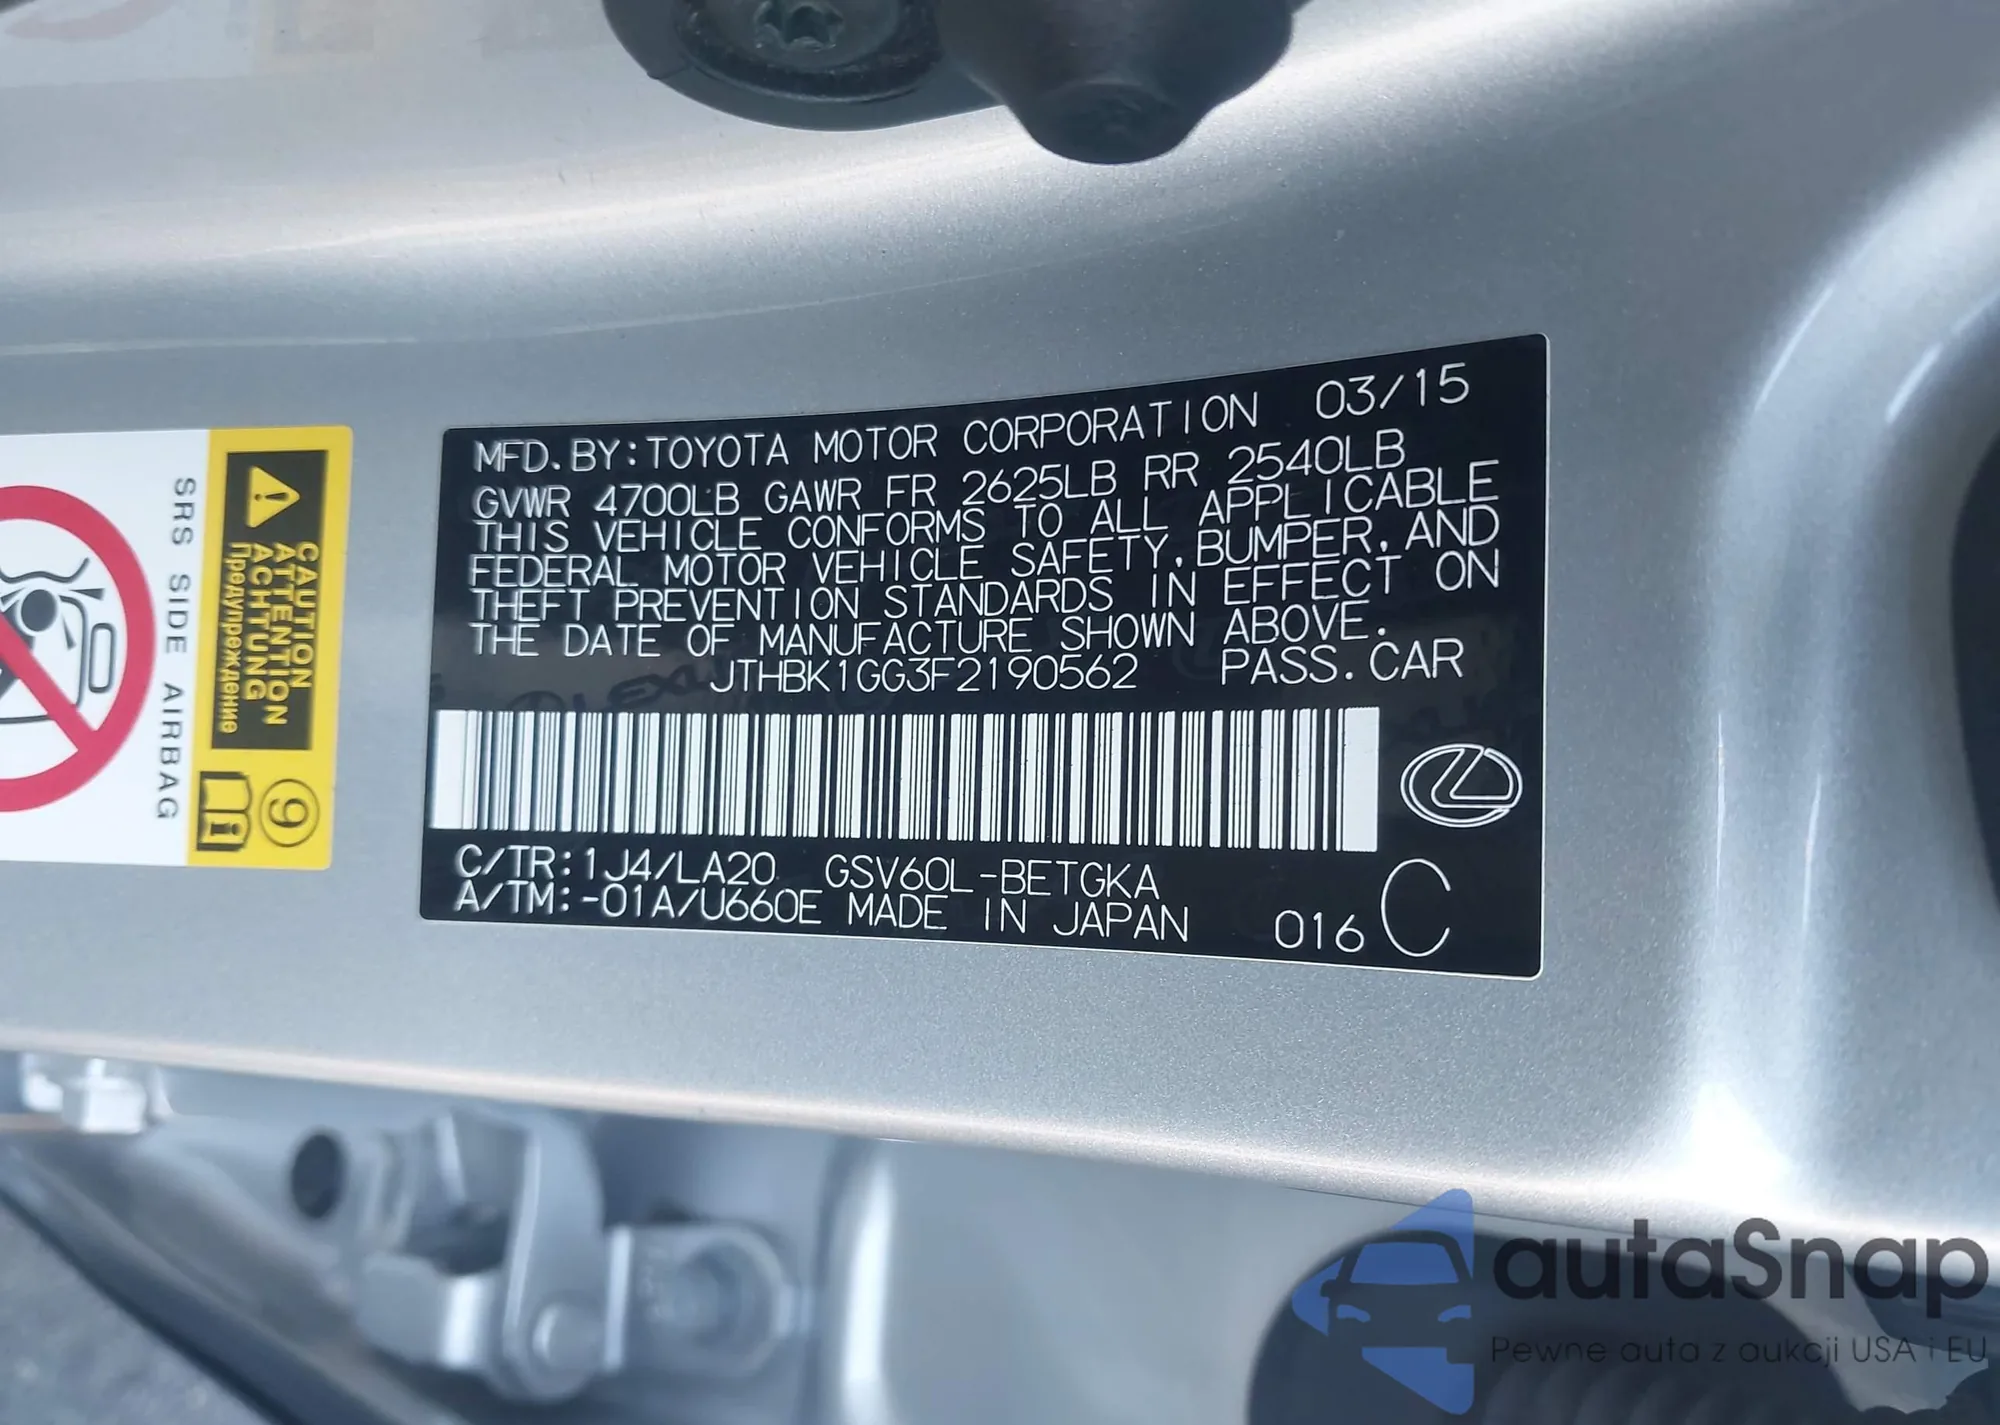 MFD. BY: TOYOTA MOTOR CORPORATION 03/15
GVWR 4700LB GAWR FR 2625LB RR 2540LB
THIS VEHICLE CONFORMS TO ALL APPLICABLE
FEDERAL MOTOR VEHICLE SAFETY, BUMPER, AND
THEFT PREVENTION STANDARDS IN EFFECT ON
THE DATE OF MANUFACTURE SHOWN ABOVE.
JTHBK1GG3F2190562 PASS. CAR
C/TR: 1J4/LA20 GSV60L-BETGKA
A/TM: -01A/U660E MADE IN JAPAN 016 C
CAUTION
ATTENTION
ACHTUNG
Предупреждение
9
SRS SIDE AIRBAG
autaSnap
Pewne auta z aukcji USA i EU